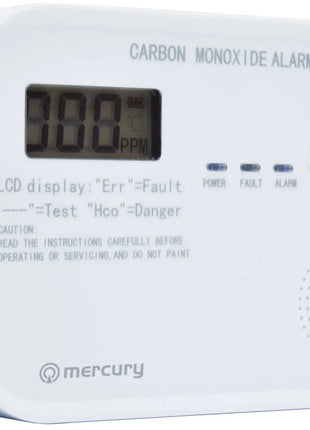 CARBON MONOXIDE ALARM
°C
PPM
POWER FAULT ALARM
LCD display:"Err"=Fault
----"=Test "Hco"=Danger
CAUTION:
READ THE INSTRUCTIONS CAREFULLY BEFORE
OPERATING OR SERVICING, AND DO NOT PAINT
mercury